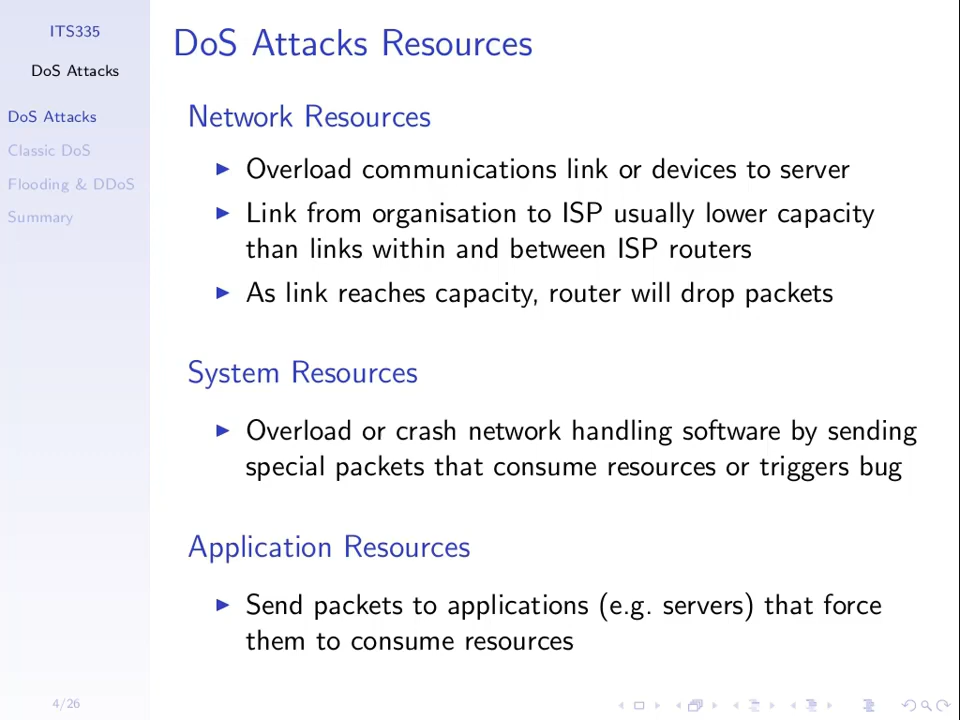 ITS335
DoS Attacks
DoS Attacks
Classic DoS
Flooding & DDoS
Summary
DoS Attacks Resources
Network Resources
Overload communications link or devices to server
Link from organisation to ISP usually lower capacity
than links within and between ISP routers
As link reaches capacity, router will drop packets
System Resources
Overload or crash network handling software by sending
special packets that consume resources or triggers bug
Application Resources
Send packets to applications (e.g. servers) that force
them to consume resources
4/26